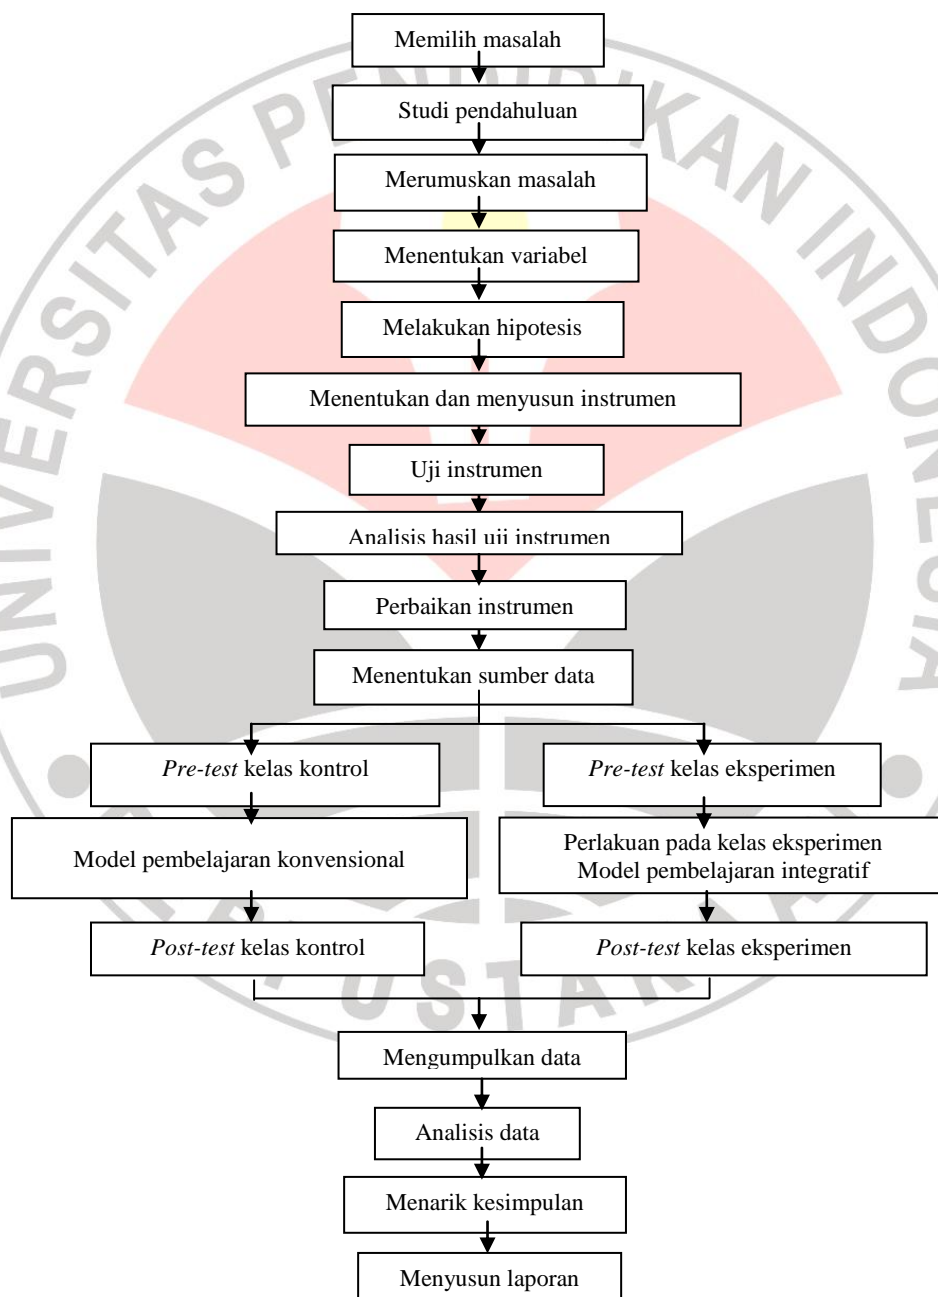 Memilih masalah
Studi pendahuluan
Merumuskan masalah
Menentukan variabel
Melakukan hipotesis
Menentukan dan menyusun instrumen
Uji instrumen
Analisis hasil uji instrumen
Perbaikan instrumen
Menentukan sumber data
Pre-test kelas kontrol
Pre-test kelas eksperimen
Model pembelajaran konvensional
Perlakuan pada kelas eksperimen
Model pembelajaran integratif
Post-test kelas kontrol
Post-test kelas eksperimen
Mengumpulkan data
Analisis data
Menarik kesimpulan
Menyusun laporan
UNIVERSITAS PENDIDIKAN INDONESIA